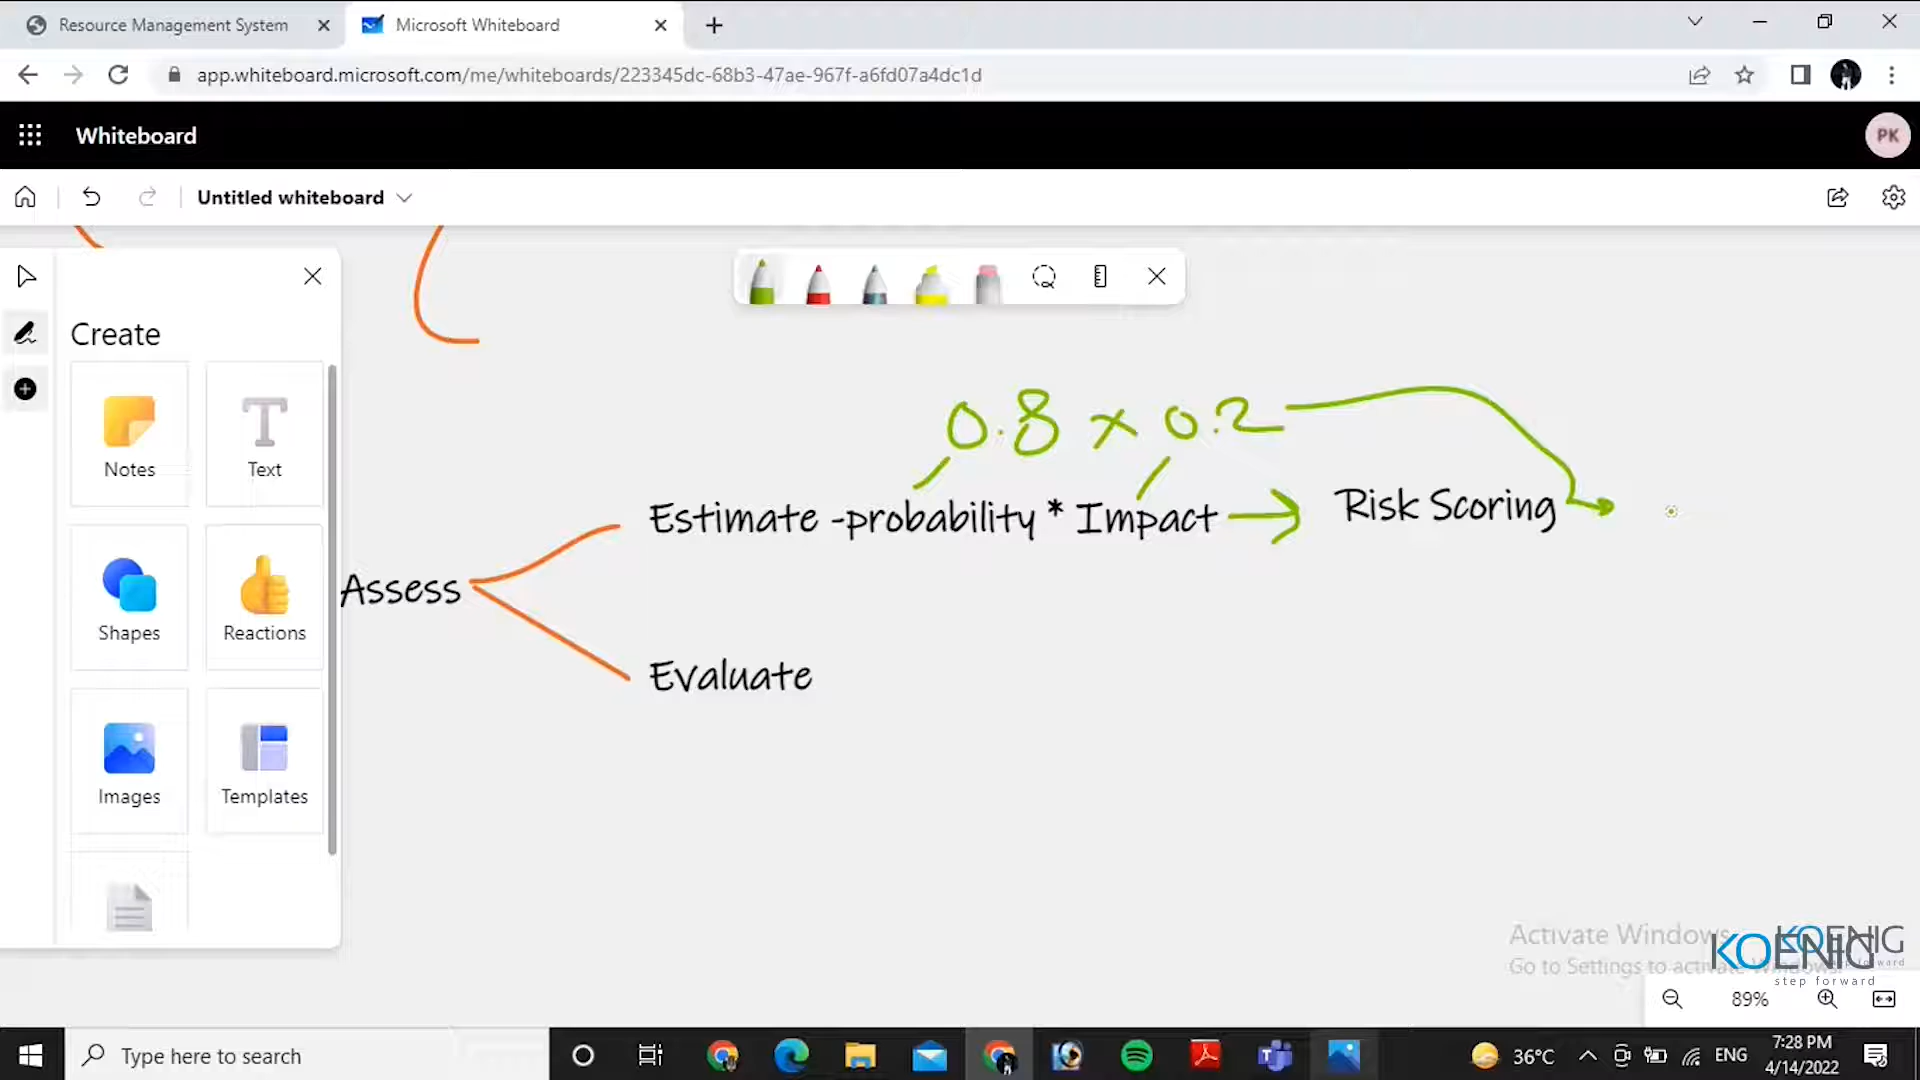 Resource Management System
Microsoft Whiteboard
app.whiteboard.microsoft.com/me/whiteboards/223345dc-68b3-47ae-967f-a6fd07a4dc1d
Whiteboard
PK
Untitled whiteboard
Create
Notes
Text
Shapes
Reactions
Images
Templates
0.8 × 0.2
Estimate -probability * Impact → Risk Scoring
Assess
Evaluate
Activate Windows
Go to Settings to activate Windows.
KOENIG
KOENIG
step forward
89%
Type here to search
36°C
ENG
7:28 PM
4/14/2022